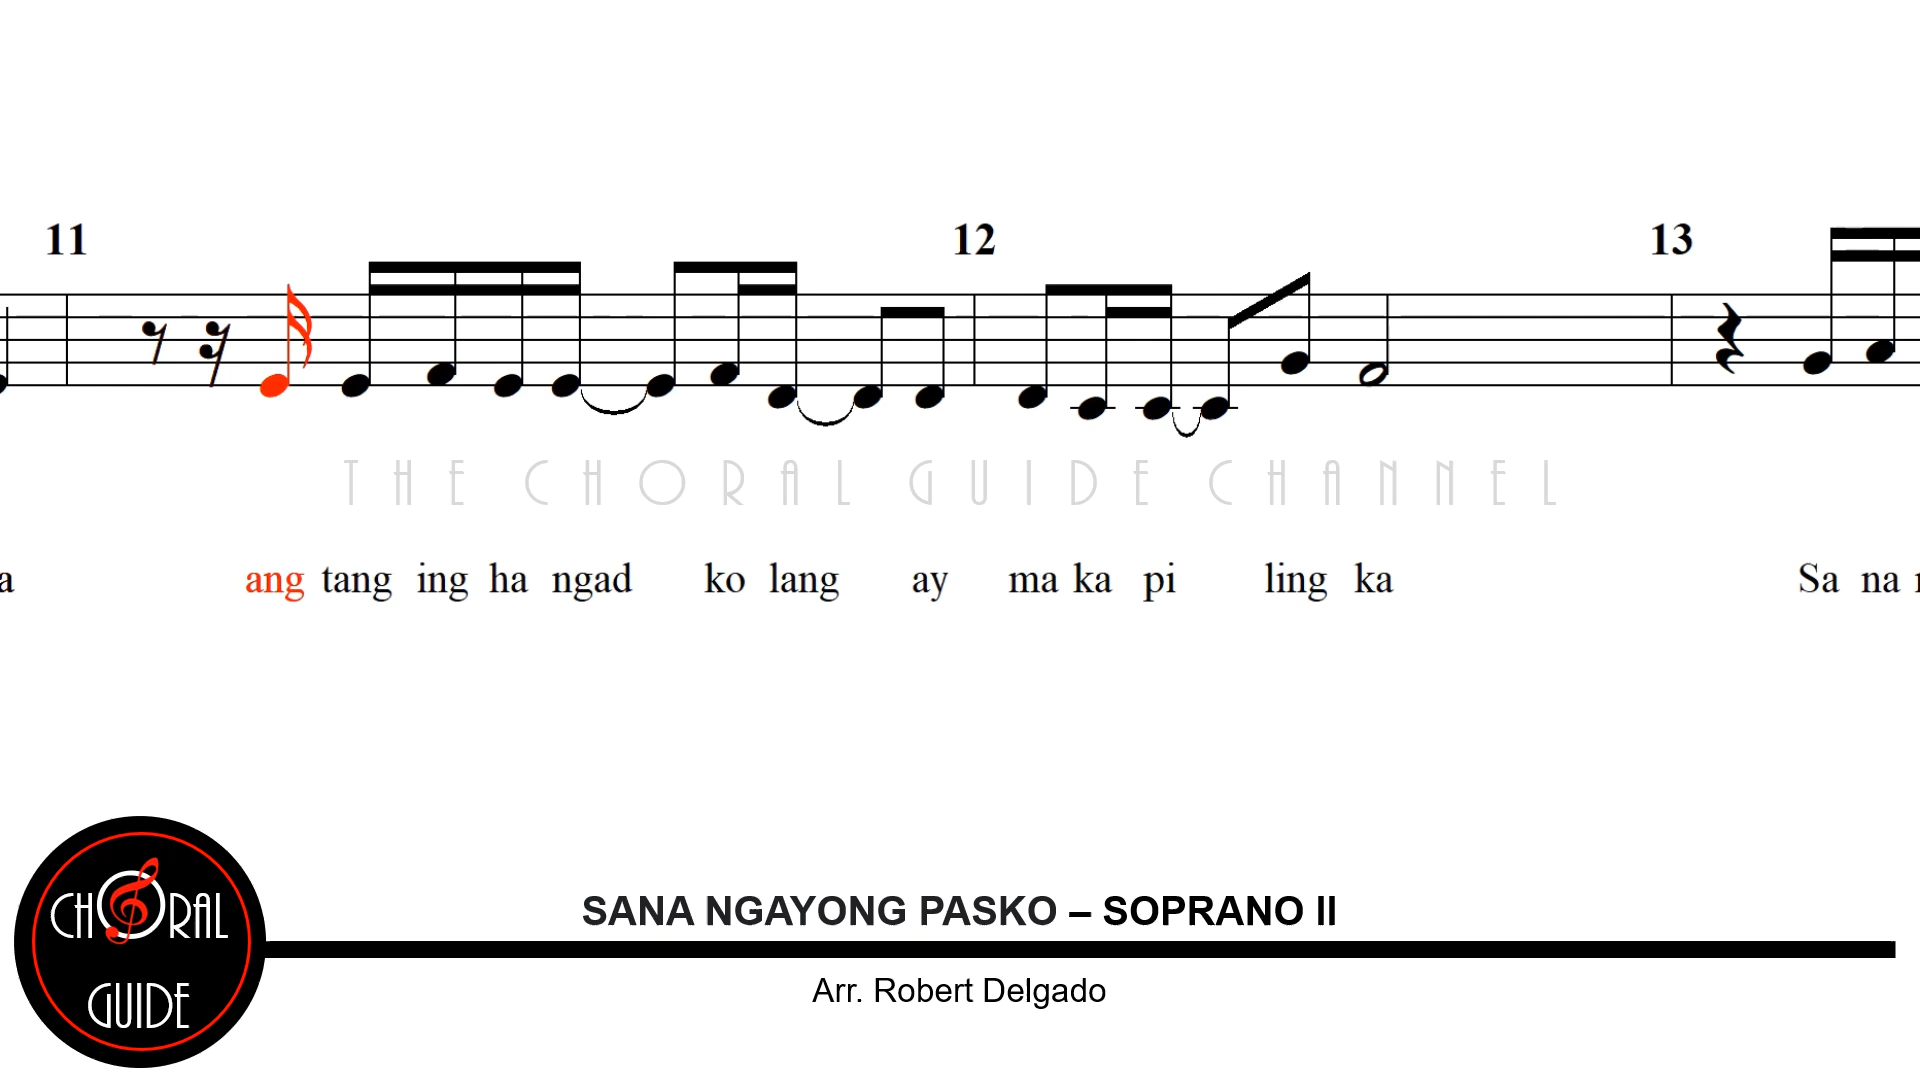 11 12 13
THE CHORAL GUIDE CHANNEL
a ang tang ing ha ngad ko lang ay ma ka pi ling ka Sa na
CHORAL
GUIDE
SANA NGAYONG PASKO – SOPRANO II
Arr. Robert Delgado